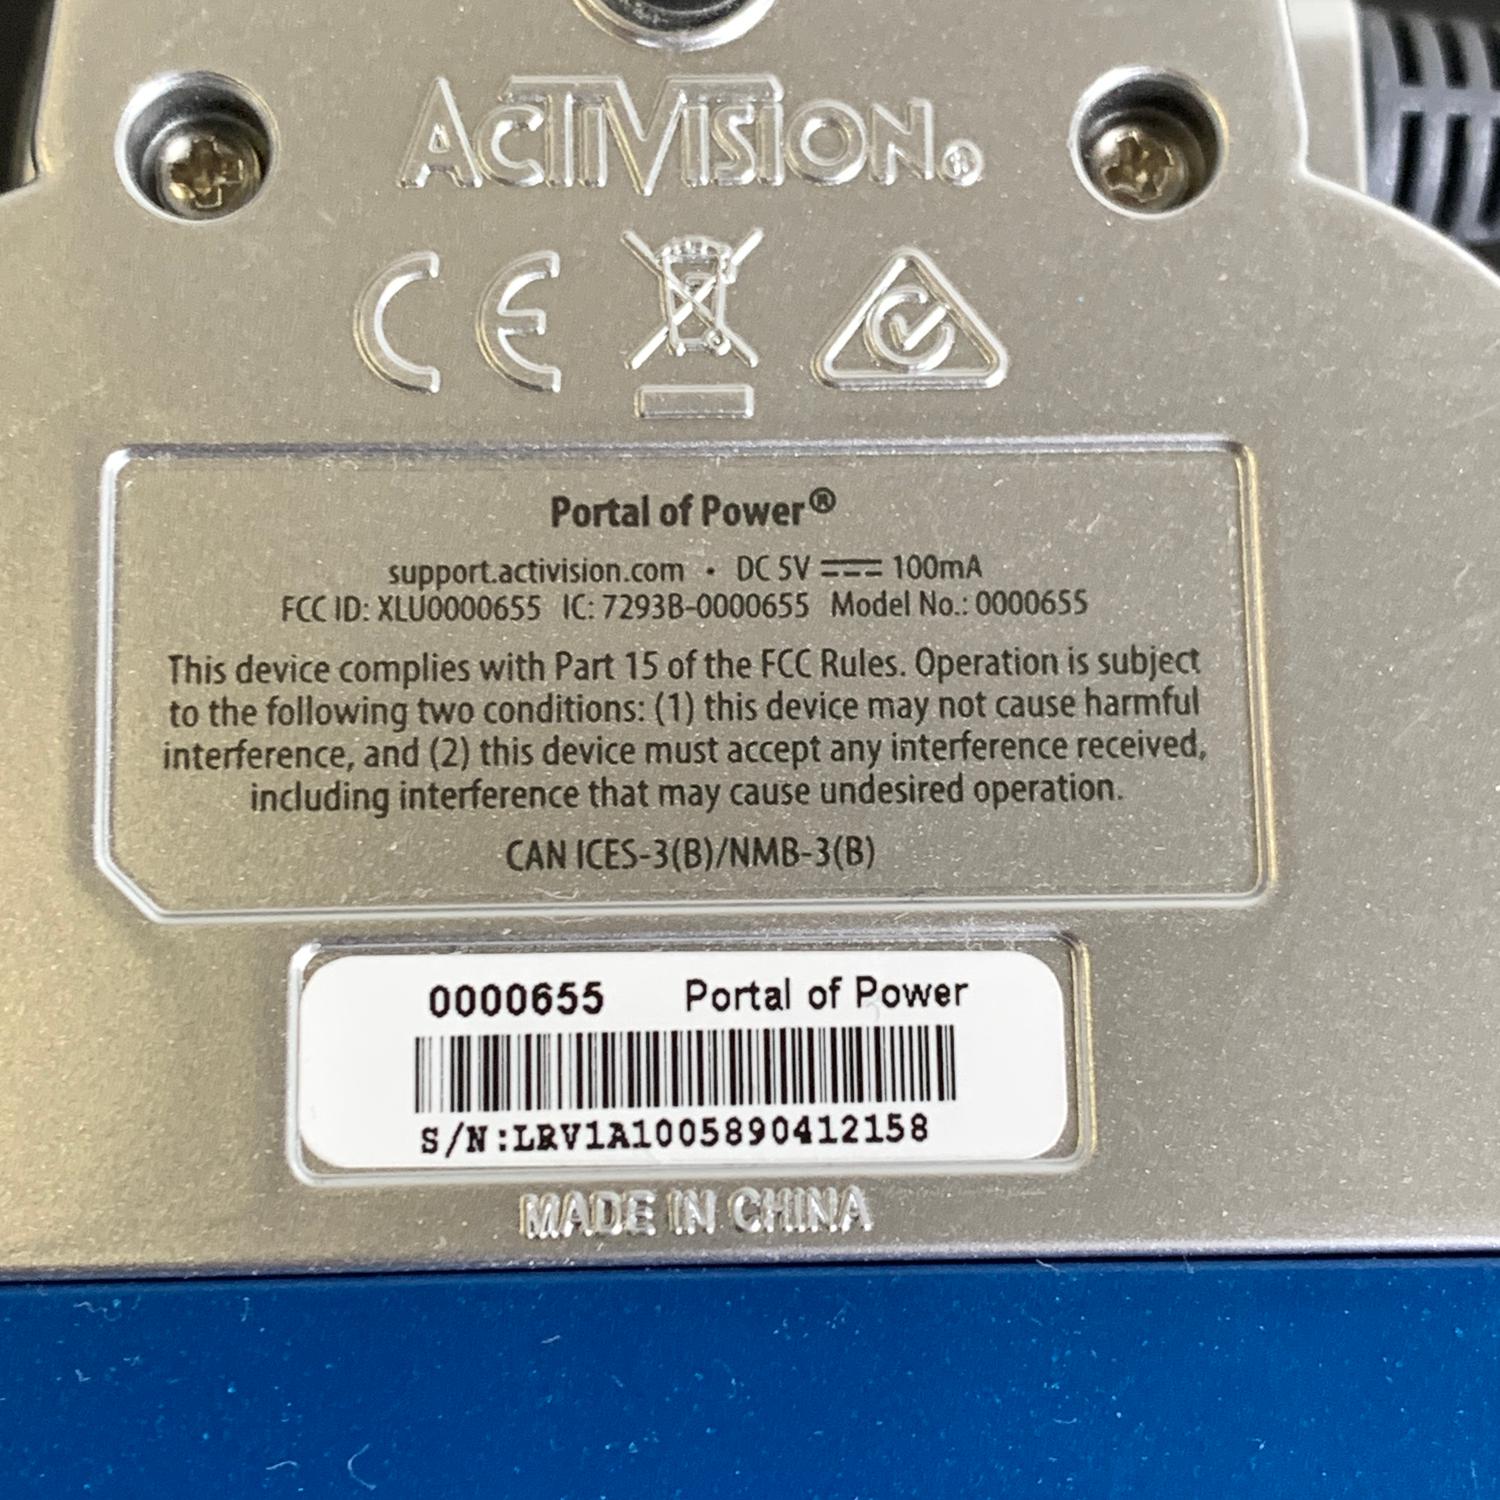 ACTIVISION®
CE
Portal of Power®
support.activision.com · DC 5V ⎓ 100mA
FCC ID: XLU0000655 IC: 7293B-0000655 Model No.: 0000655
This device complies with Part 15 of the FCC Rules. Operation is subject
to the following two conditions: (1) this device may not cause harmful
interference, and (2) this device must accept any interference received,
including interference that may cause undesired operation.
CAN ICES-3(B)/NMB-3(B)
0000655 Portal of Power
S/N:LRV1A1005890412158
MADE IN CHINA